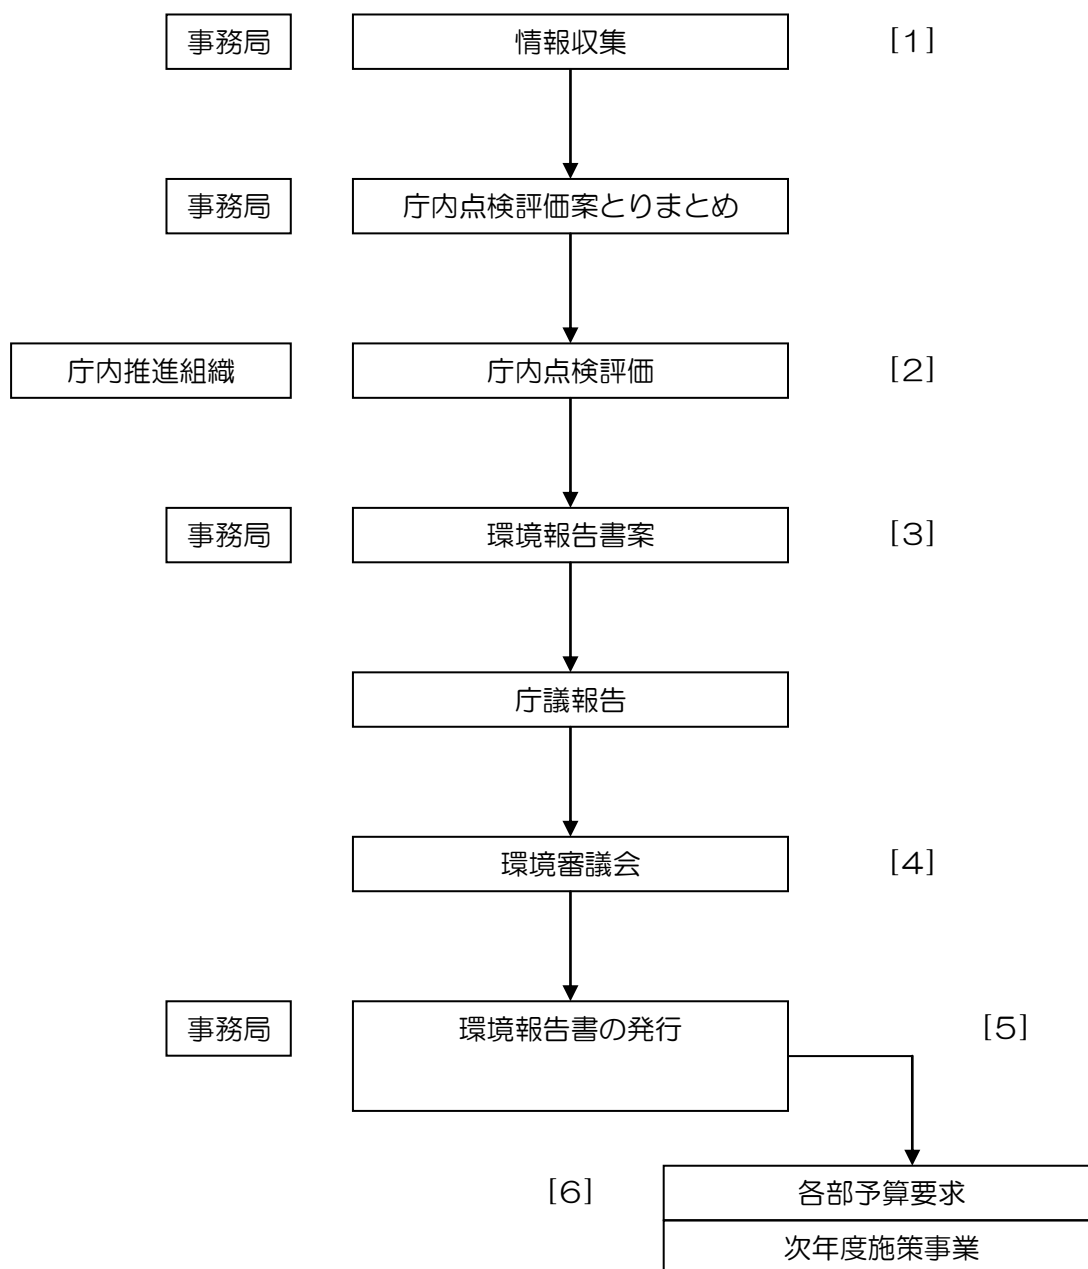 事務局 情報収集 [1]
事務局 庁内点検評価案とりまとめ
庁内推進組織 庁内点検評価 [2]
事務局 環境報告書案 [3]
庁議報告
環境審議会 [4]
事務局 環境報告書の発行 [5]
[6] 各部予算要求
次年度施策事業